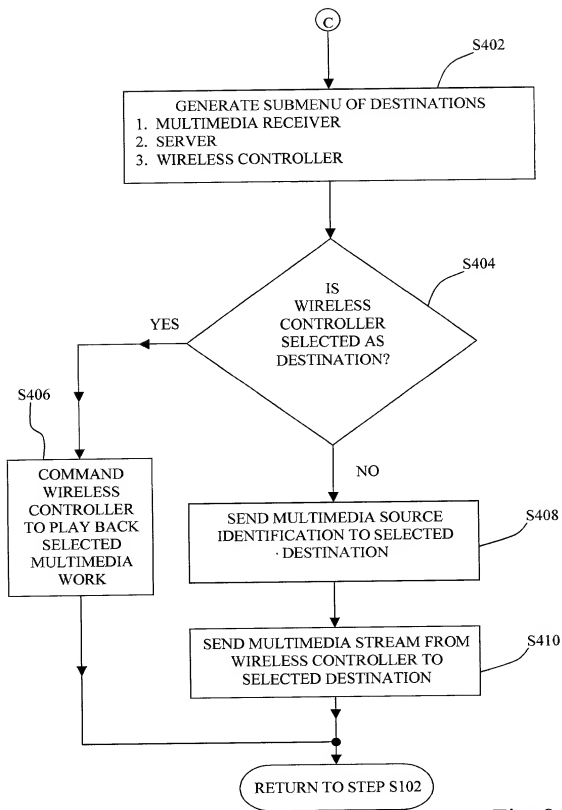 C
S402
GENERATE SUBMENU OF DESTINATIONS
1. MULTIMEDIA RECEIVER
2. SERVER
3. WIRELESS CONTROLLER
S404
IS
WIRELESS
CONTROLLER
SELECTED AS
DESTINATION?
YES
S406
COMMAND
WIRELESS
CONTROLLER
TO PLAY BACK
SELECTED
MULTIMEDIA
WORK
NO
SEND MULTIMEDIA SOURCE
IDENTIFICATION TO SELECTED
DESTINATION
S408
SEND MULTIMEDIA STREAM FROM
WIRELESS CONTROLLER TO
SELECTED DESTINATION
S410
RETURN TO STEP S102